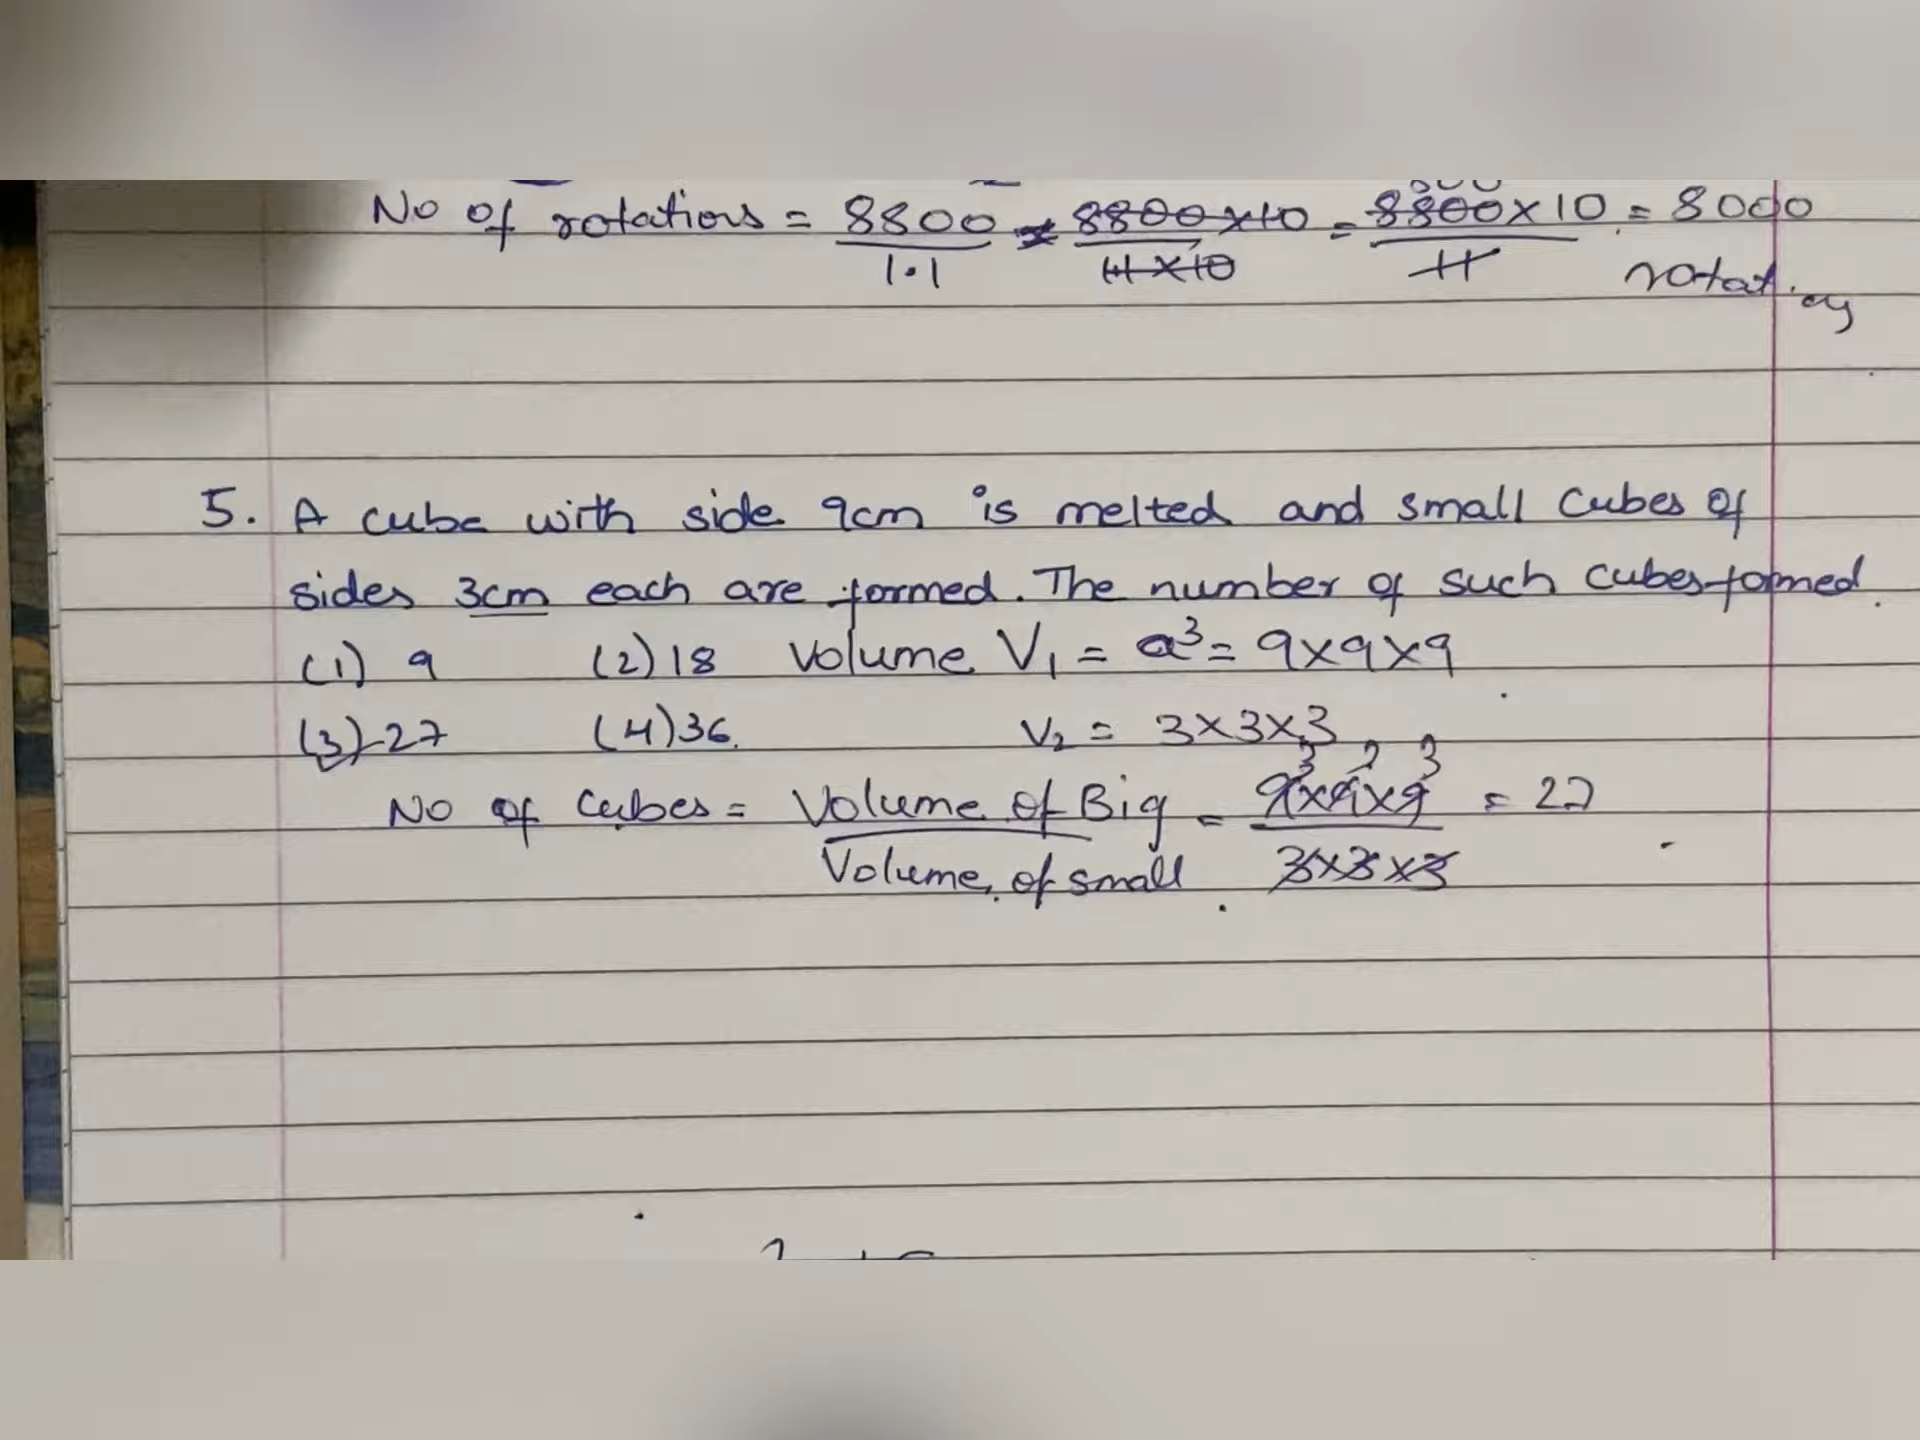 No of rotations = 8800/1.1 = 8800×10/11×10 = 8800×10/11 = 8000
rotations
5. A cube with side 9cm is melted and small cubes of
sides 3cm each are formed. The number of such cubes formed.
(1) 9 (2) 18 Volume V₁ = a³ = 9×9×9
(3) 27 (4) 36. V₂ = 3×3×3
No of cubes = Volume of Big / Volume of small = 9×9×9 / 3×3×3 = 27